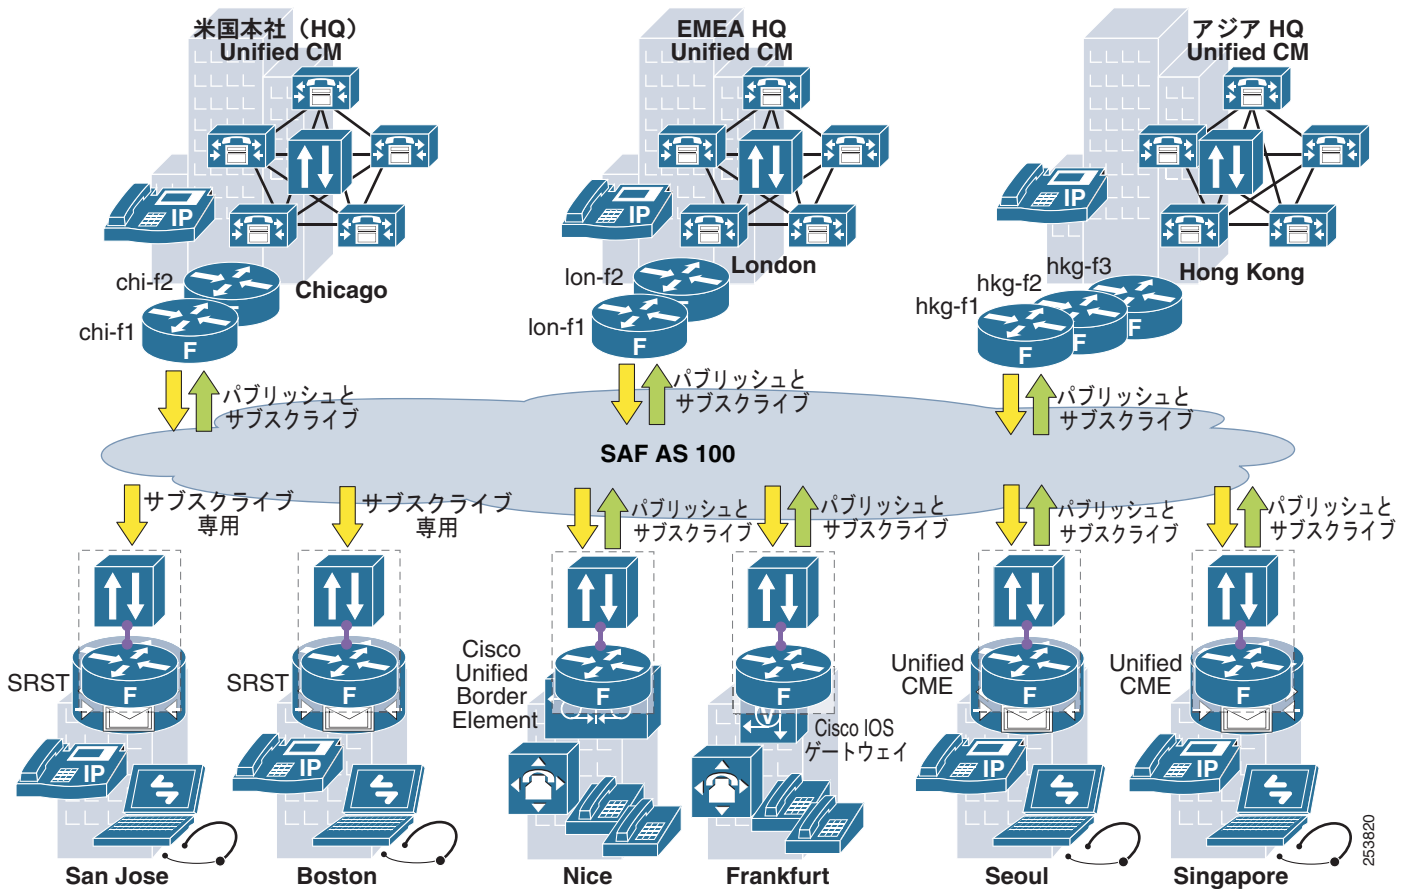 米国本社（HQ）
Unified CM
EMEA HQ
Unified CM
アジア HQ
Unified CM
IP
IP
IP
chi-f2
chi-f1
Chicago
F
lon-f2
lon-f1
London
F
hkg-f3
hkg-f2
hkg-f1
Hong Kong
F
F
F
パブリッシュと
サブスクライブ
パブリッシュと
サブスクライブ
パブリッシュと
サブスクライブ
SAF AS 100
サブスクライブ
専用
サブスクライブ
専用
パブリッシュと
サブスクライブ
パブリッシュと
サブスクライブ
パブリッシュと
サブスクライブ
パブリッシュと
サブスクライブ
SRST
F
SRST
F
Cisco
Unified
Border
Element
F
F
V
Cisco IOS
ゲートウェイ
Unified
CME
F
Unified
CME
F
IP
IP
IP
IP
San Jose
Boston
Nice
Frankfurt
Seoul
Singapore
253820